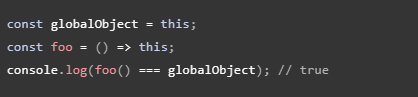 const globalObject = this;
const foo = () => this;
console.log(foo() === globalObject); // true